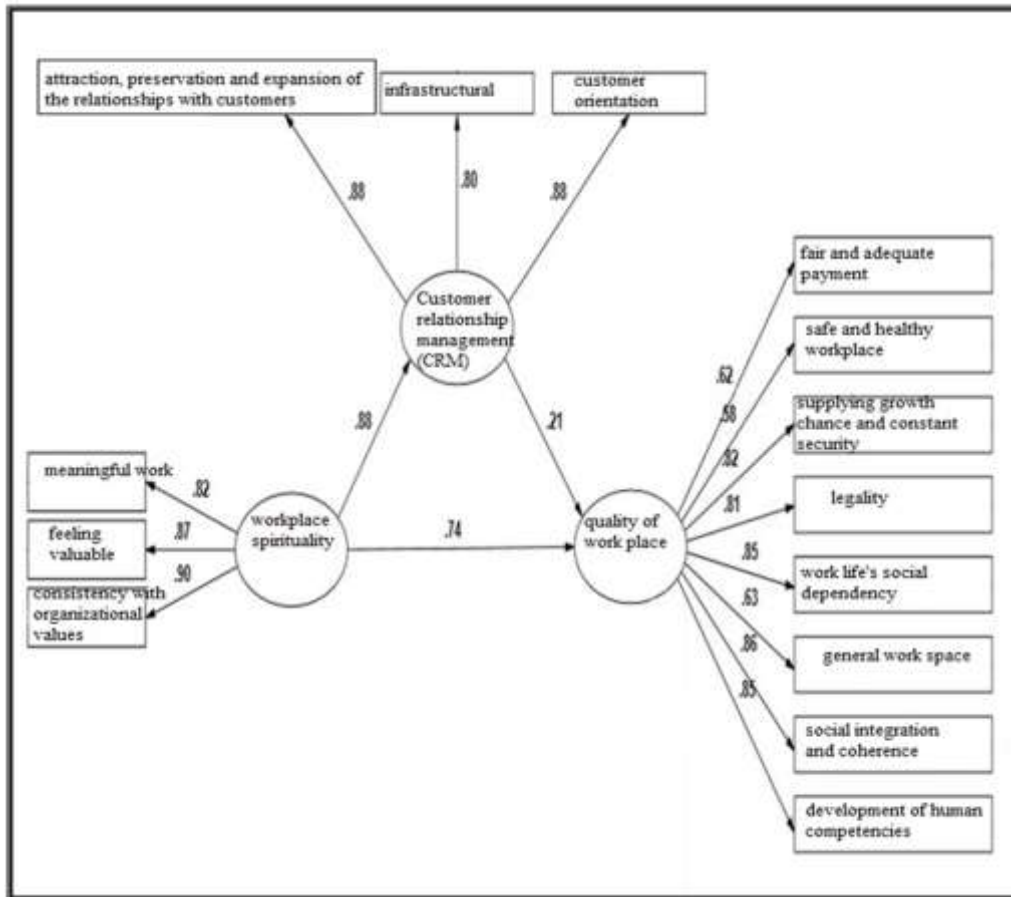 attraction, preservation and expansion of
the relationships with customers
infrastructural
customer
orientation
.88
.80
.88
Customer
relationship
management
(CRM)
fair and adequate
payment
safe and healthy
workplace
supplying growth
chance and constant
security
legality
work life's social
dependency
general work space
social integration
and coherence
development of human
competencies
.62
.58
.82
.81
.85
.63
.86
.85
.88
.21
meaningful work
feeling
valuable
consistency with
organizational
values
.82
.87
.90
workplace
spirituality
.74
quality of
work place